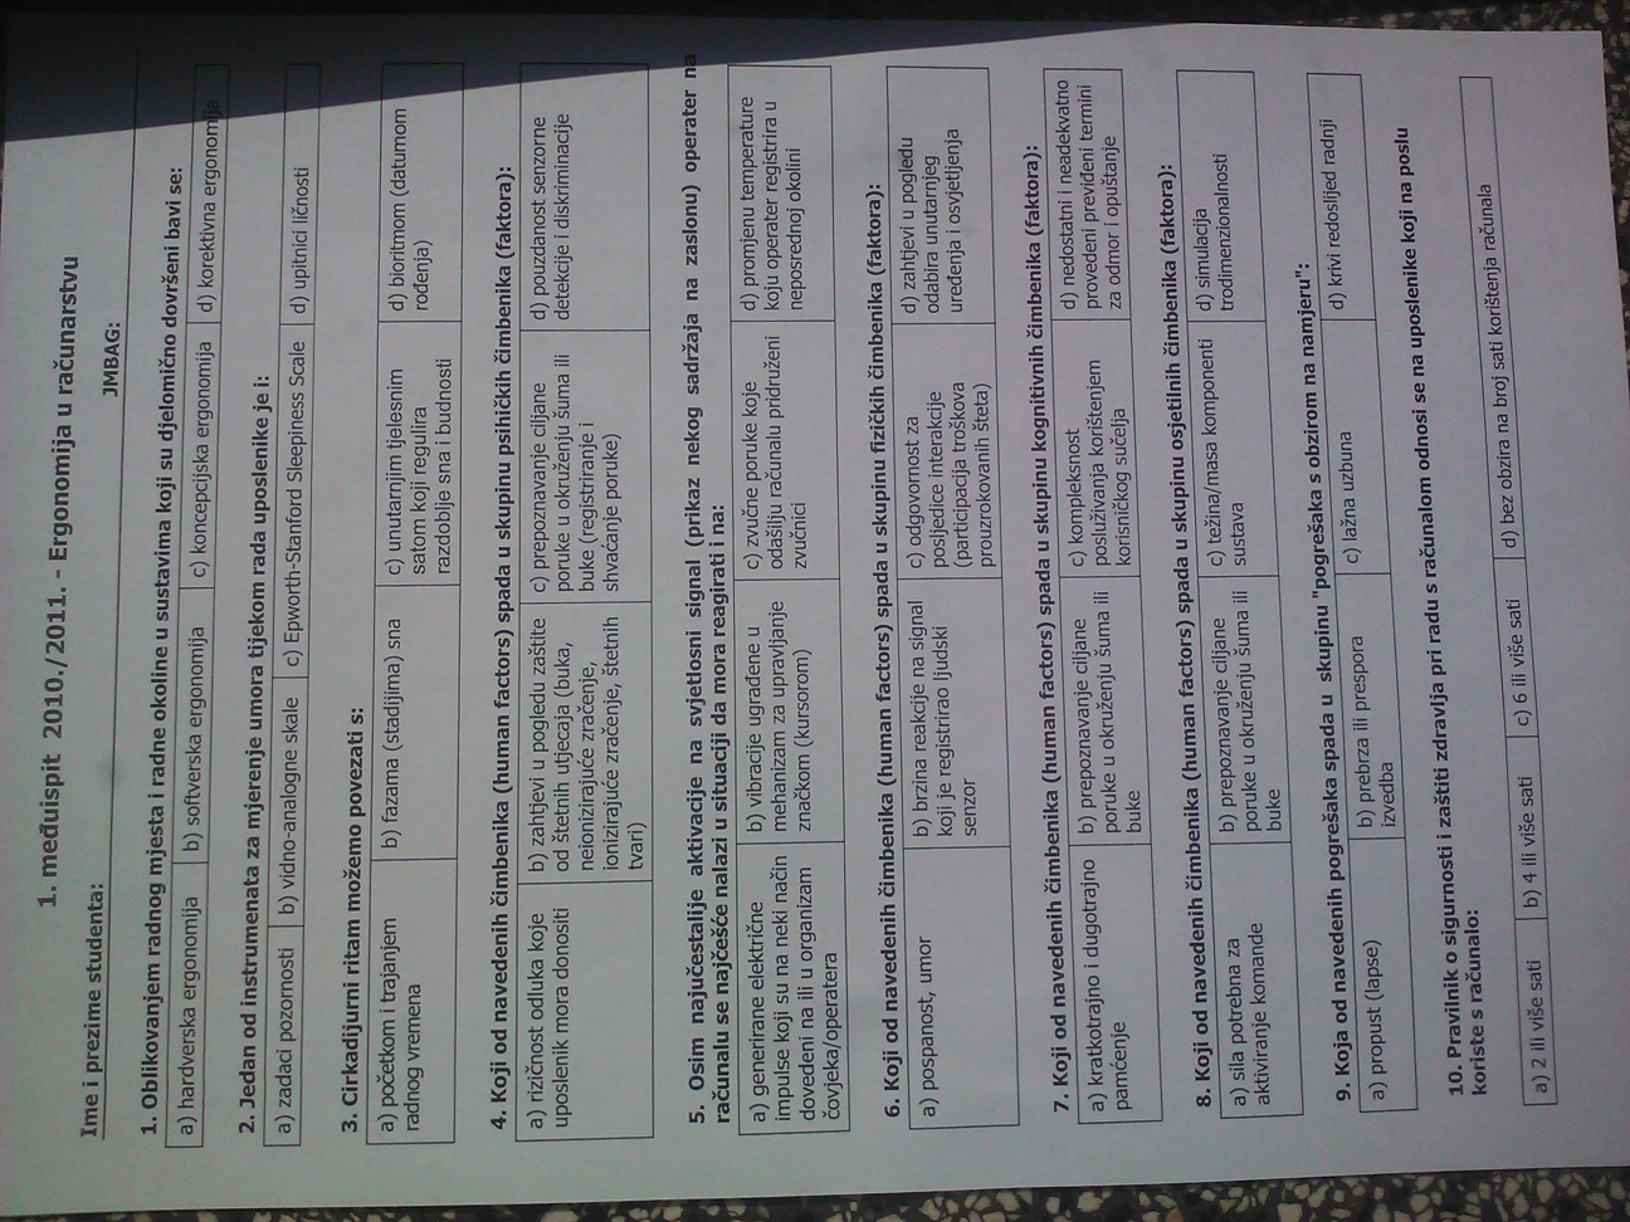 1. međuispit 2010./2011. - Ergonomija u računarstvu
Ime i prezime studenta: JMBAG:
1. Oblikovanjem radnog mjesta i radne okoline u sustavima koji su djelomično dovršeni bavi se:
a) hardverska ergonomija
b) softverska ergonomija
c) koncepcijska ergonomija
d) korektivna ergonomija
2. Jedan od instrumenata za mjerenje umora tijekom rada uposlenike je i:
a) zadaci pozornosti
b) vidno-analogne skale
c) Epworth-Stanford Sleepiness Scale
d) upitnici ličnosti
3. Cirkadijurni ritam možemo povezati s:
a) početkom i trajanjem
radnog vremena
b) fazama (stadijima) sna
c) unutarnjim tjelesnim
satom koji regulira
razdoblje sna i budnosti
d) bioritmom (datumom
rođenja)
4. Koji od navedenih čimbenika (human factors) spada u skupinu psihičkih čimbenika (faktora):
a) rizičnost odluka koje
uposlenik mora donositi
b) zahtjevi u pogledu zaštite
od štetnih utjecaja (buka,
neionizirajuće zračenje,
ionizirajuće zračenje, štetnih
tvari)
c) prepoznavanje ciljane
poruke u okruženju šuma ili
buke (registriranje i
shvaćanje poruke)
d) pouzdanost senzorne
detekcije i diskriminacije
5. Osim najučestalije aktivacije na svjetlosni signal (prikaz nekog sadržaja na zaslonu) operater na
računalu se najčešće nalazi u situaciji da mora reagirati i na:
a) generirane električne
impulse koji su na neki način
dovedeni na ili u organizam
čovjeka/operatera
b) vibracije ugrađene u
mehanizam za upravljanje
značkom (kursorom)
c) zvučne poruke koje
odašilju računalu pridruženi
zvučnici
d) promjenu temperature
koju operater registrira u
neposrednoj okolini
6. Koji od navedenih čimbenika (human factors) spada u skupinu fizičkih čimbenika (faktora):
a) pospanost, umor
b) brzina reakcije na signal
koji je registrirao ljudski
senzor
c) odgovornost za
posljedice interakcije
(participacija troškova
prouzrokovanih šteta)
d) zahtjevi u pogledu
odabira unutarnjeg
uređenja i osvjetljenja
7. Koji od navedenih čimbenika (human factors) spada u skupinu kognitivnih čimbenika (faktora):
a) kratkotrajno i dugotrajno
pamćenje
b) prepoznavanje ciljane
poruke u okruženju šuma ili
buke
c) kompleksnost
posluživanja korištenjem
korisničkog sučelja
d) nedostatni i neadekvatno
provedeni previđeni termini
za odmor i opuštanje
8. Koji od navedenih čimbenika (human factors) spada u skupinu osjetilnih čimbenika (faktora):
a) sila potrebna za
aktiviranje komande
b) prepoznavanje ciljane
poruke u okruženju šuma ili
buke
c) težina/masa komponenti
sustava
d) simulacija
trodimenzionalnosti
9. Koja od navedenih pogrešaka spada u skupinu "pogrešaka s obzirom na namjeru":
a) propust (lapse)
b) prebrza ili prespora
izvedba
c) lažna uzbuna
d) krivi redoslijed radnji
10. Pravilnik o sigurnosti i zaštiti zdravlja pri radu s računalom odnosi se na uposlenike koji na poslu
koriste s računalo:
a) 2 ili više sati
b) 4 ili više sati
c) 6 ili više sati
d) bez obzira na broj sati korištenja računala